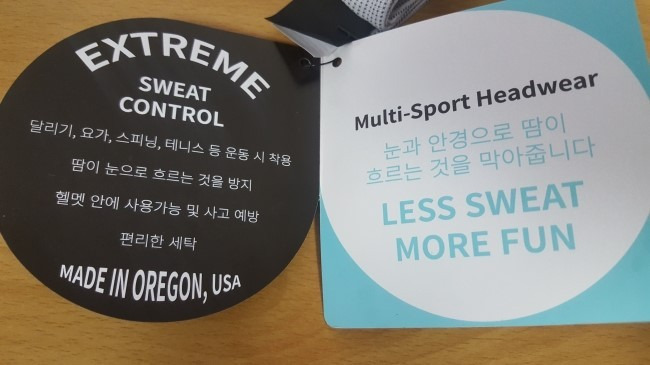 EXTREME
SWEAT
CONTROL
달리기, 요가, 스피닝, 테니스 등 운동 시 착용
땀이 눈으로 흐르는 것을 방지
헬멧 안에 사용가능 및 사고 예방
편리한 세탁
MADE IN OREGON, USA
Multi-Sport Headwear
눈과 안경으로 땀이
흐르는 것을 막아줍니다
LESS SWEAT
MORE FUN